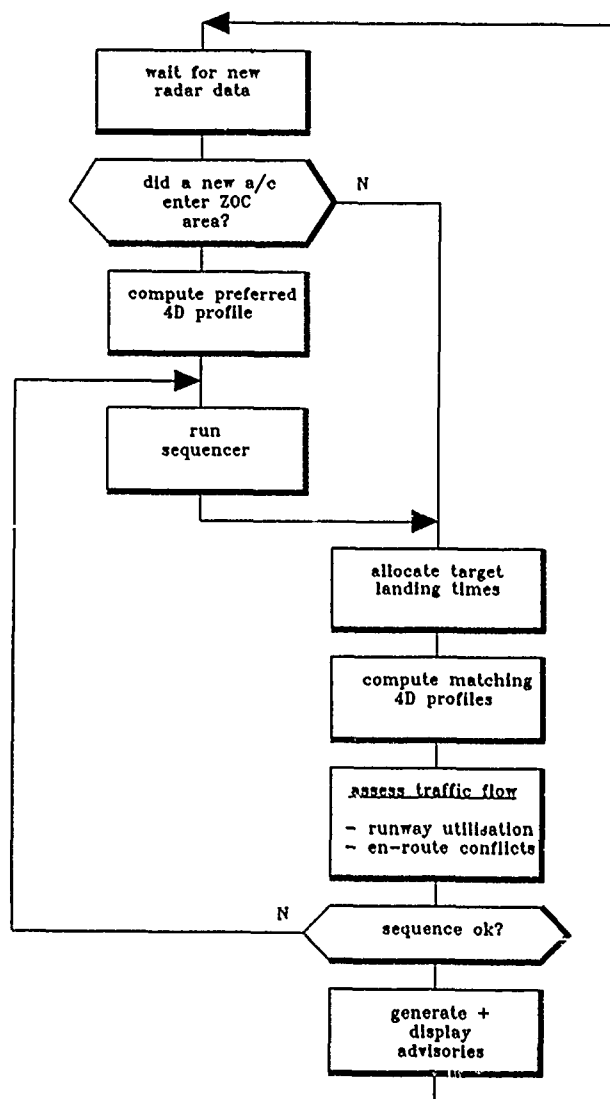 wait for new
radar data
did a new a/c
enter ZOC
area?
N
compute preferred
4D profile
run
sequencer
allocate target
landing times
compute matching
4D profiles
assess traffic flow
- runway utilisation
- en-route conflicts
N
sequence ok?
generate +
display
advisories